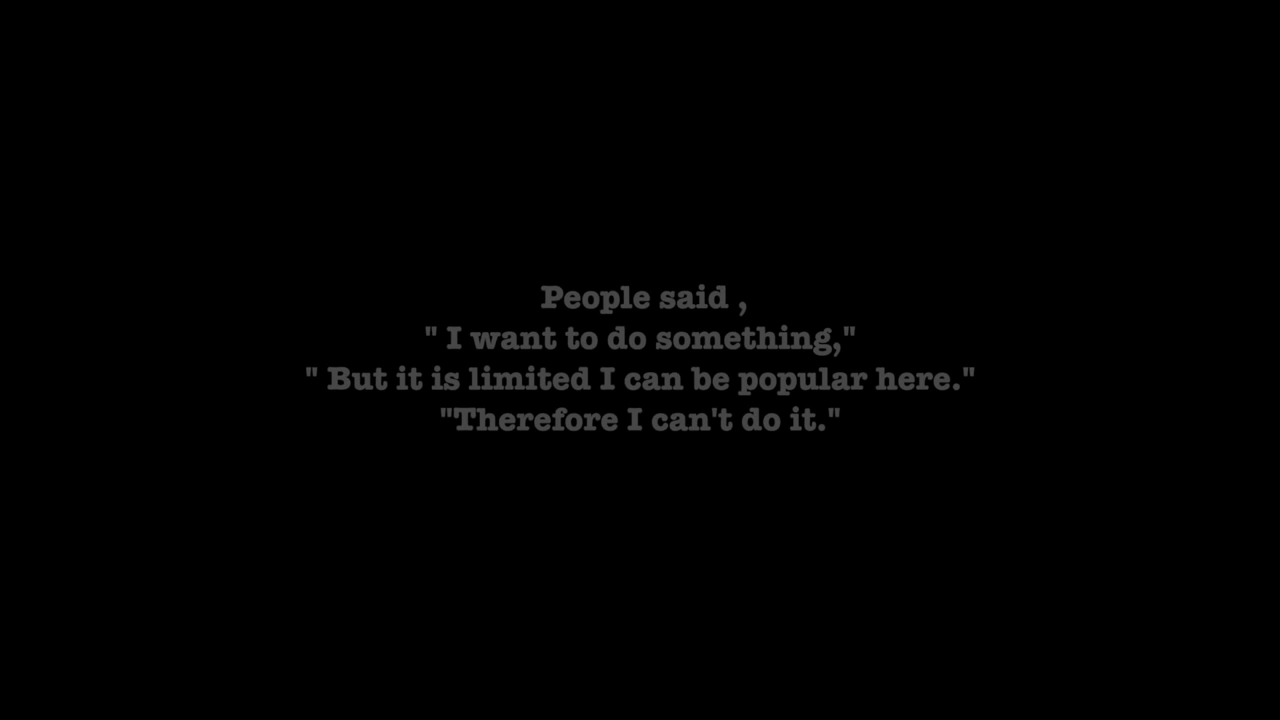 People said ,
" I want to do something,"
" But it is limited I can be popular here."
"Therefore I can't do it."